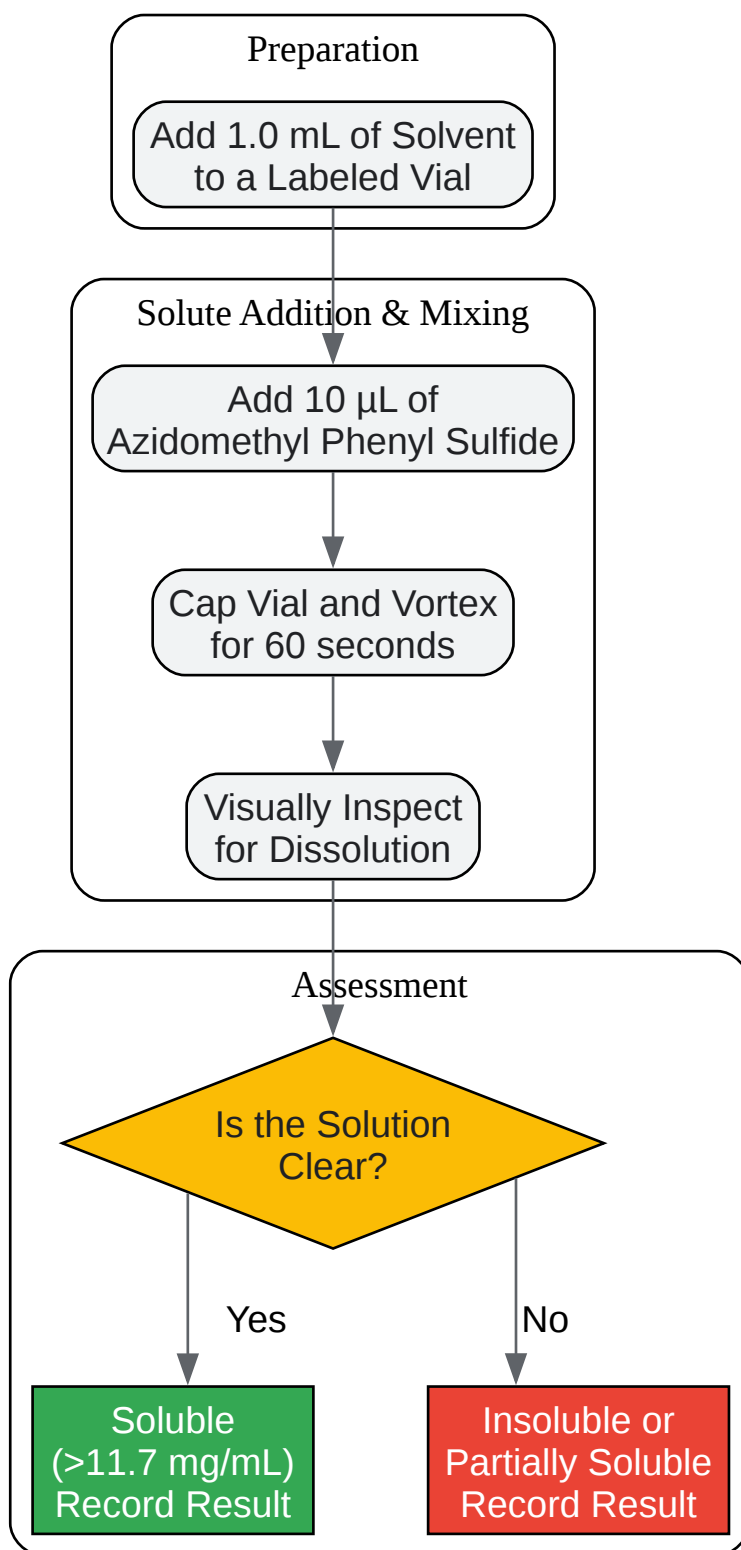 Preparation
Add 1.0 mL of Solvent
to a Labeled Vial
Solute Addition & Mixing
Add 10 µL of
Azidomethyl Phenyl Sulfide
Cap Vial and Vortex
for 60 seconds
Visually Inspect
for Dissolution
Assessment
Is the Solution
Clear?
Yes
No
Soluble
(>11.7 mg/mL)
Record Result
Insoluble or
Partially Soluble
Record Result